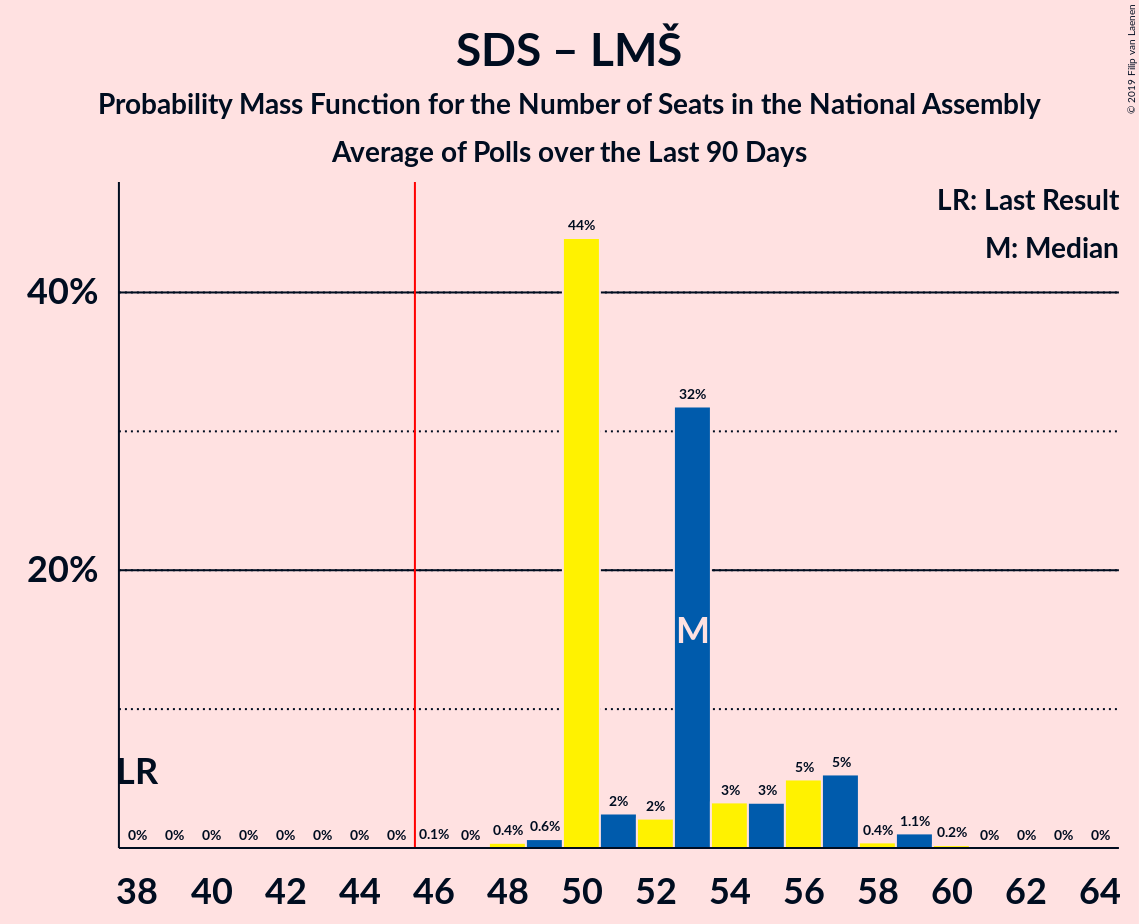 SDS – LMŠ
Probability Mass Function for the Number of Seats in the National Assembly
Average of Polls over the Last 90 Days
© 2019 Filip van Laenen
LR: Last Result
M: Median
44%
40%
32%
M
20%
LR
0% 0% 0% 0% 0% 0% 0% 0% 0.1% 0% 0.4% 0.6% 2% 2% 3% 3% 5% 5% 0.4% 1.1% 0.2% 0% 0% 0% 0%
38 40 42 44 46 48 50 52 54 56 58 60 62 64